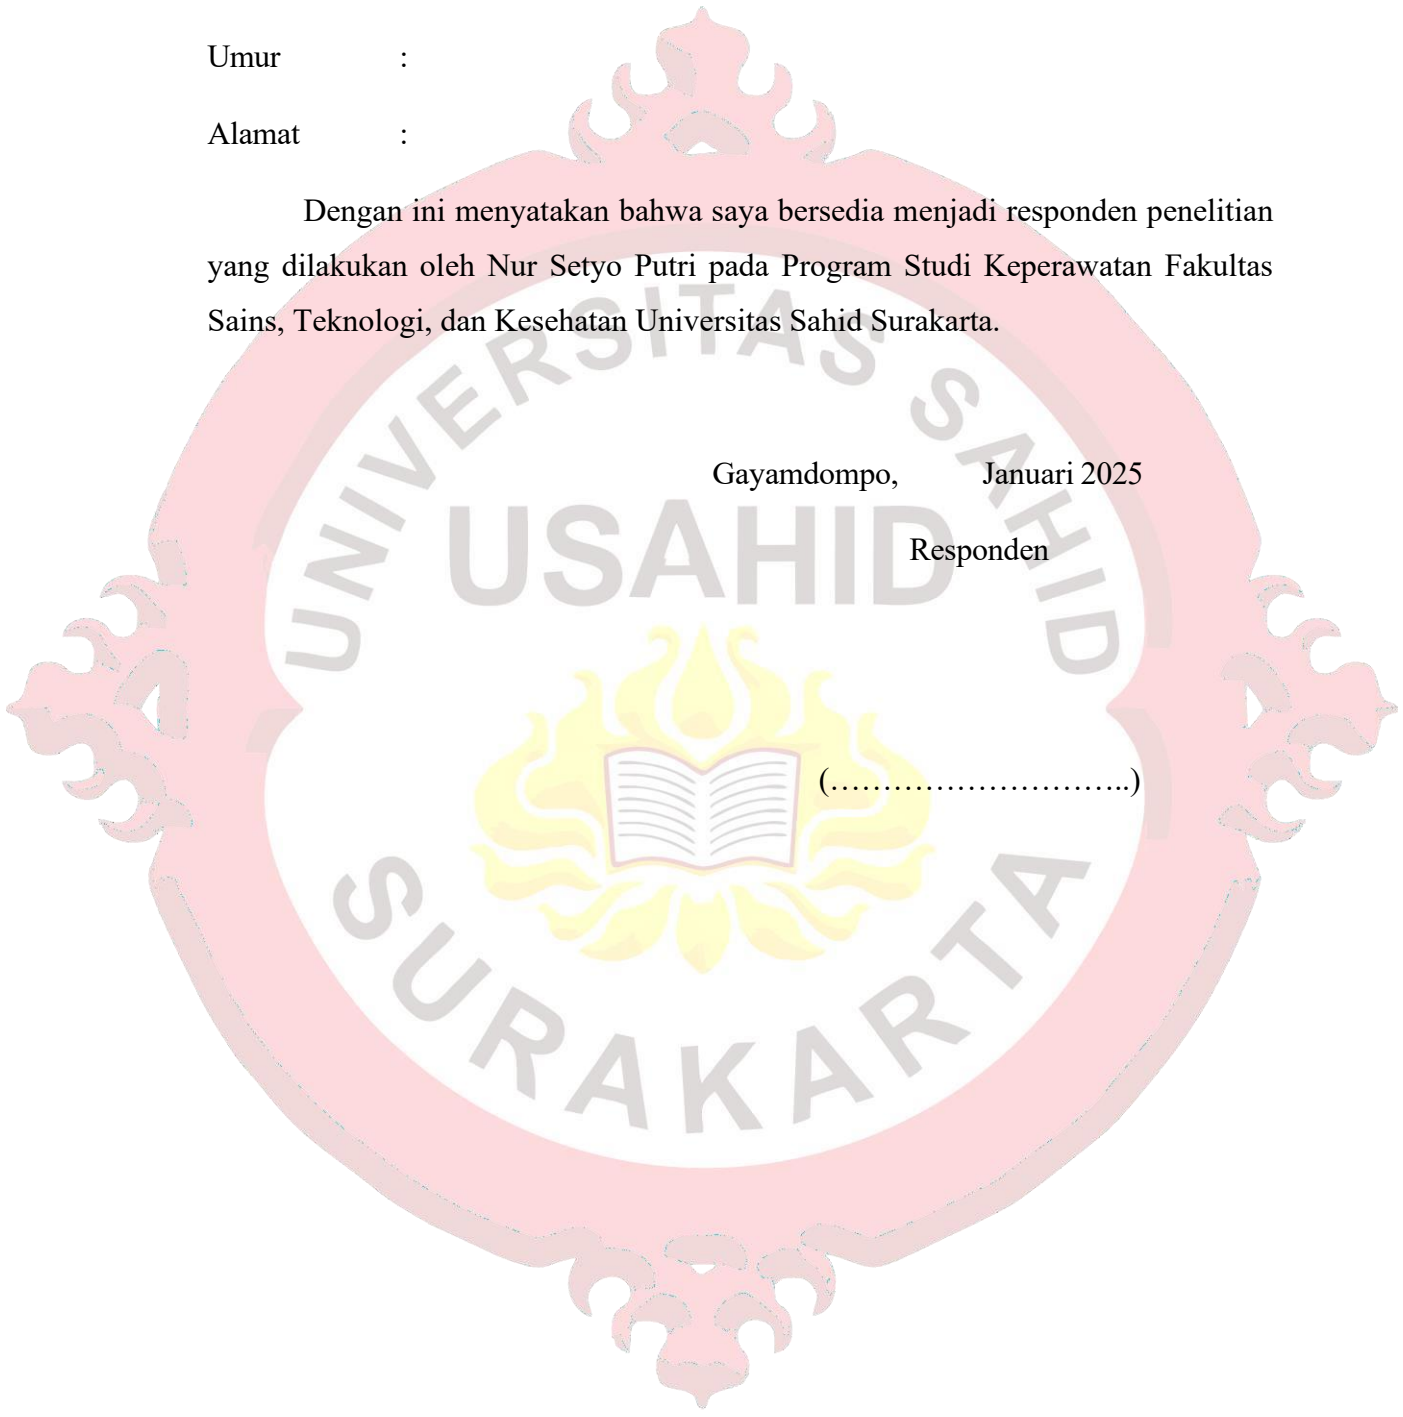 Umur :
Alamat :
Dengan ini menyatakan bahwa saya bersedia menjadi responden penelitian
yang dilakukan oleh Nur Setyo Putri pada Program Studi Keperawatan Fakultas
Sains, Teknologi, dan Kesehatan Universitas Sahid Surakarta.
UNIVERSITAS SAHID
Gayamdompo, Januari 2025
USAHID
Responden
(………………………..)
SURAKARTA